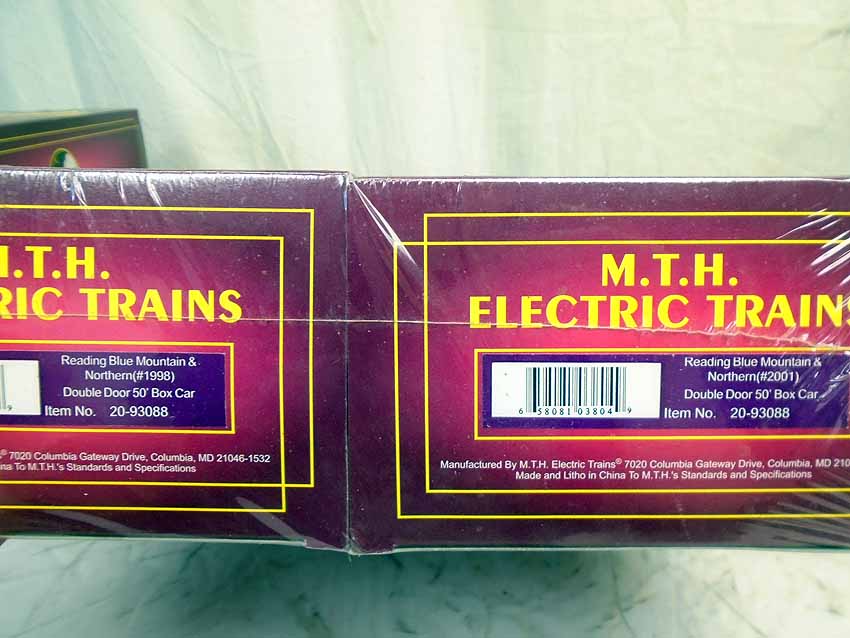 .T.H.
RIC TRAINS
Reading Blue Mountain &
Northern(#1998)
Double Door 50' Box Car
Item No. 20-93088
9
® 7020 Columbia Gateway Drive, Columbia, MD 21046-1532
na To M.T.H.'s Standards and Specifications
M.T.H.
ELECTRIC TRAINS
Reading Blue Mountain &
Northern(#2001)
Double Door 50' Box Car
Item No. 20-93088
6 58081 03804 9
Manufactured By M.T.H. Electric Trains® 7020 Columbia Gateway Drive, Columbia, MD 210
Made and Litho in China To M.T.H.'s Standards and Specifications